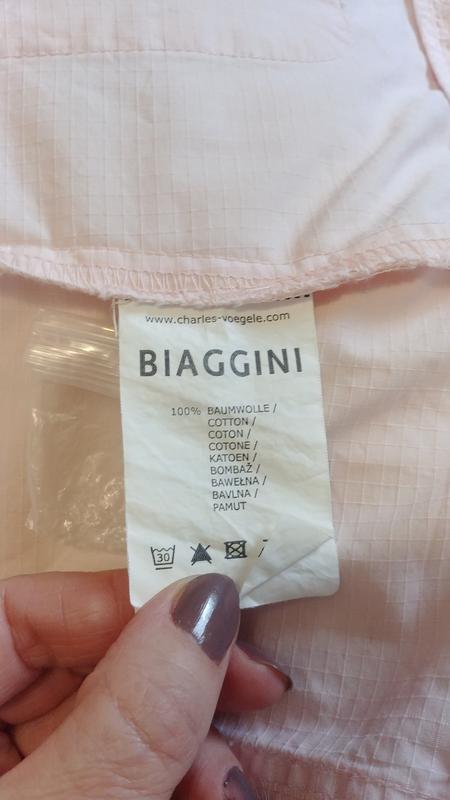 www.charles-voegele.com
BIAGGINI
100% BAUMWOLLE /
COTTON /
COTON /
COTONE /
KATOEN /
BOMBAŽ /
BAWEŁNA /
BAVLNA /
PAMUT
30